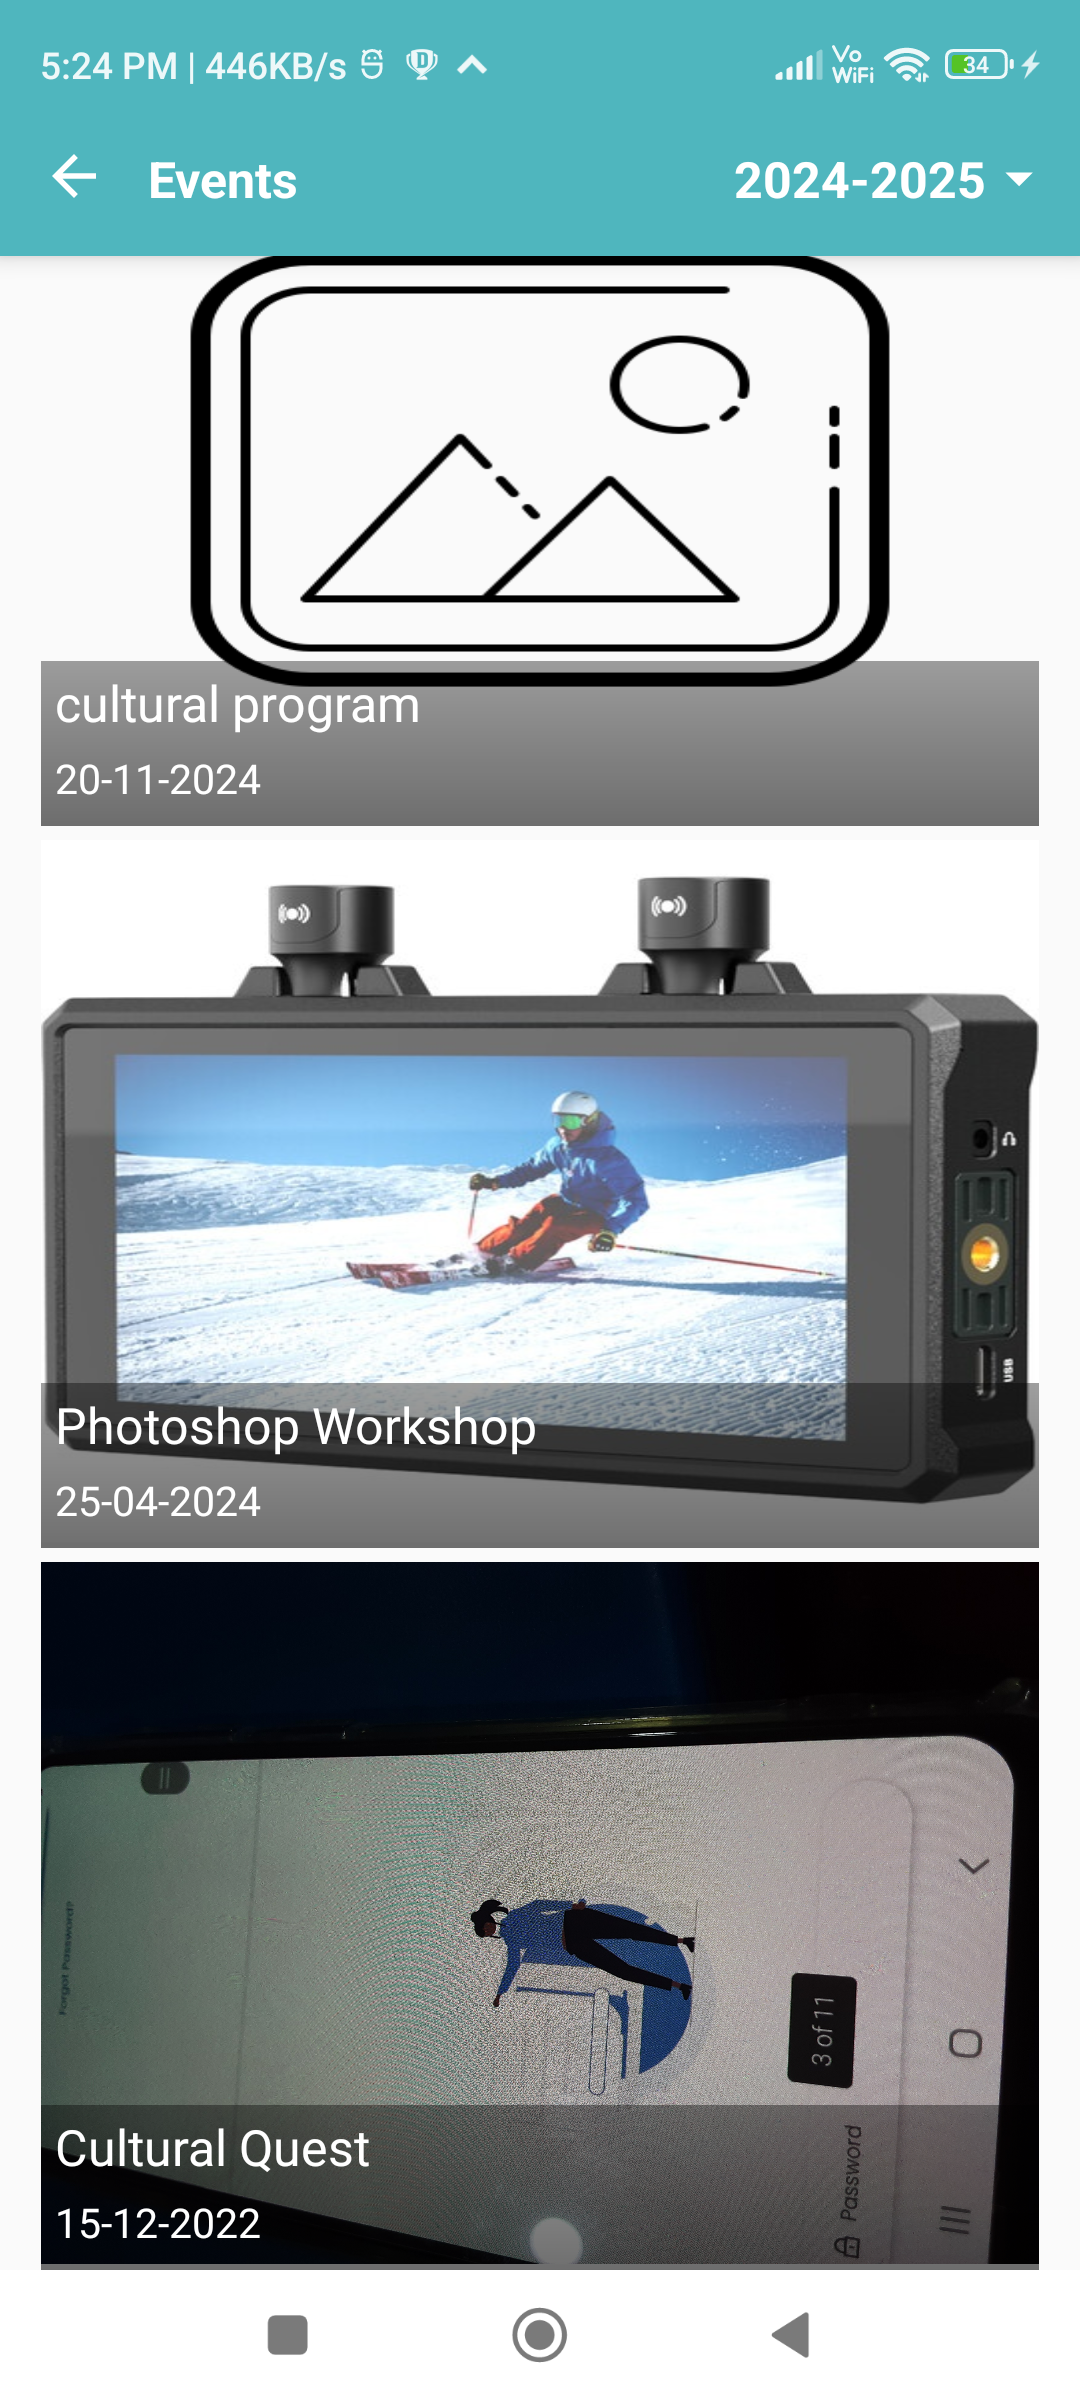 5:24 PM | 446KB/s
Vo
WiFi
34
Events
2024-2025
cultural program
20-11-2024
USB
Photoshop Workshop
25-04-2024
Forgot Password?
3 of 11
Password
Cultural Quest
15-12-2022